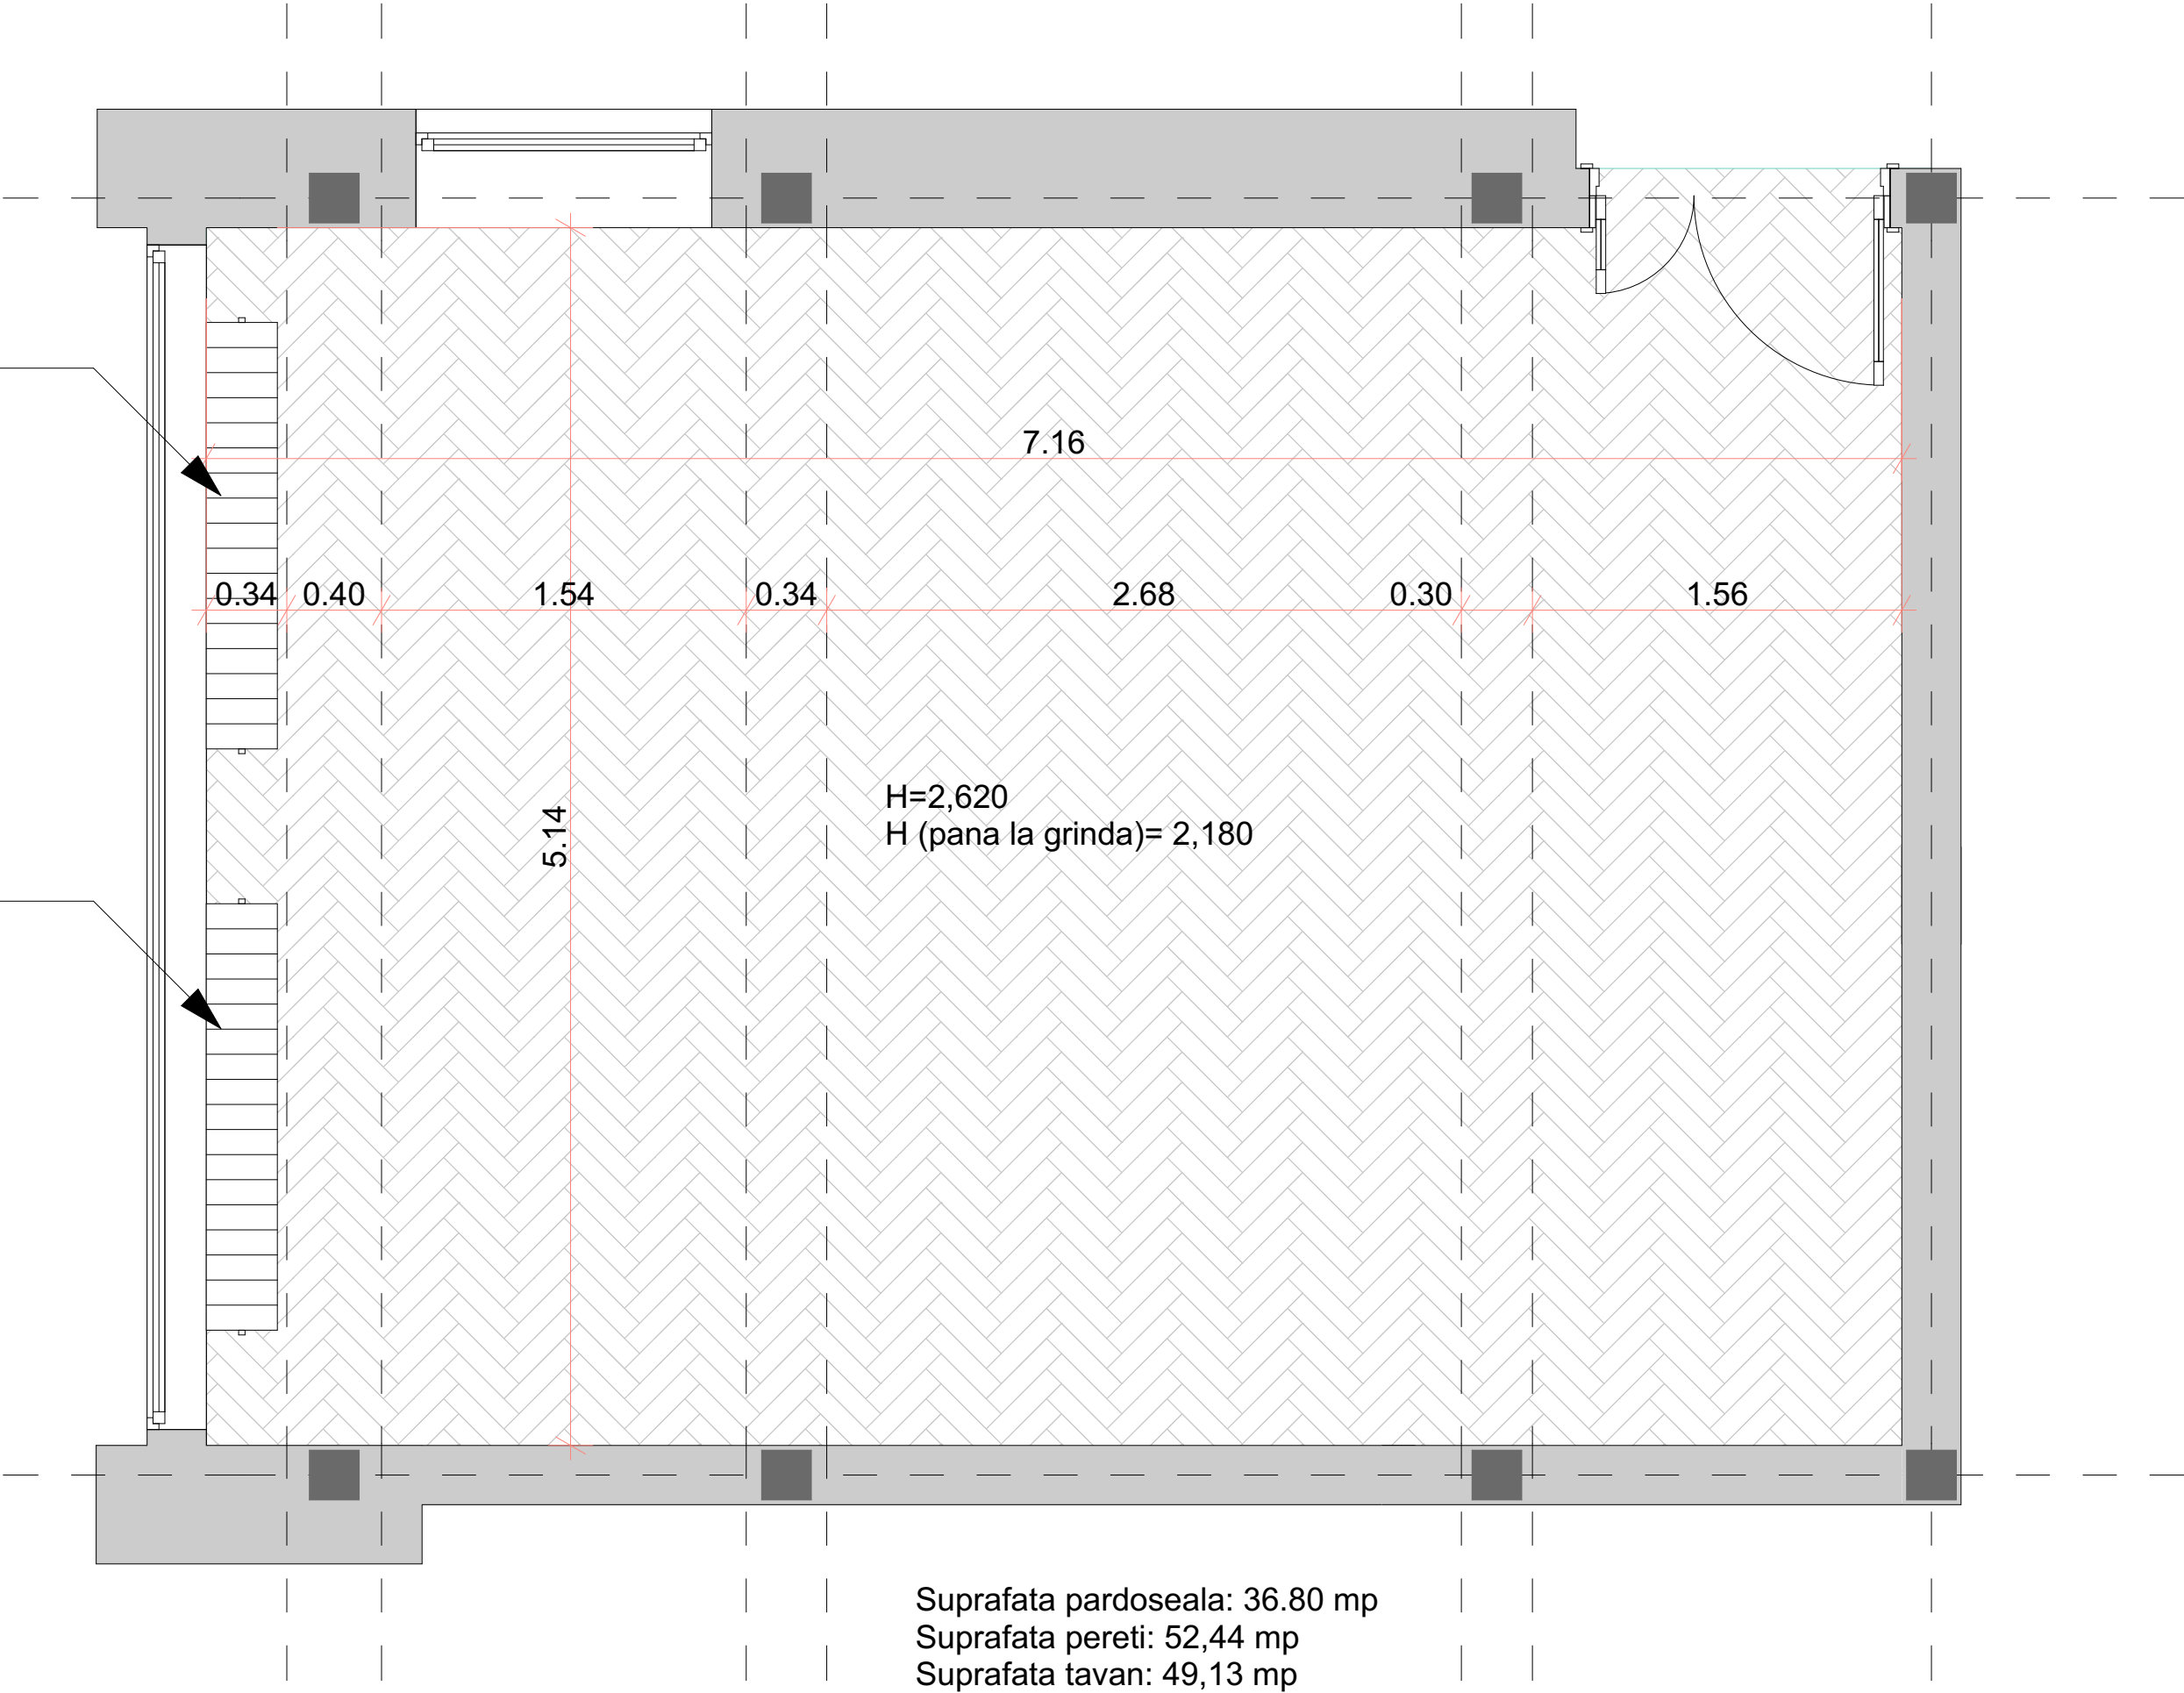 7.16
0.34 0.40 1.54 0.34 2.68 0.30 1.56
H=2,620
H (pana la grinda)= 2,180
5.14
Suprafata pardoseala: 36.80 mp
Suprafata pereti: 52,44 mp
Suprafata tavan: 49,13 mp